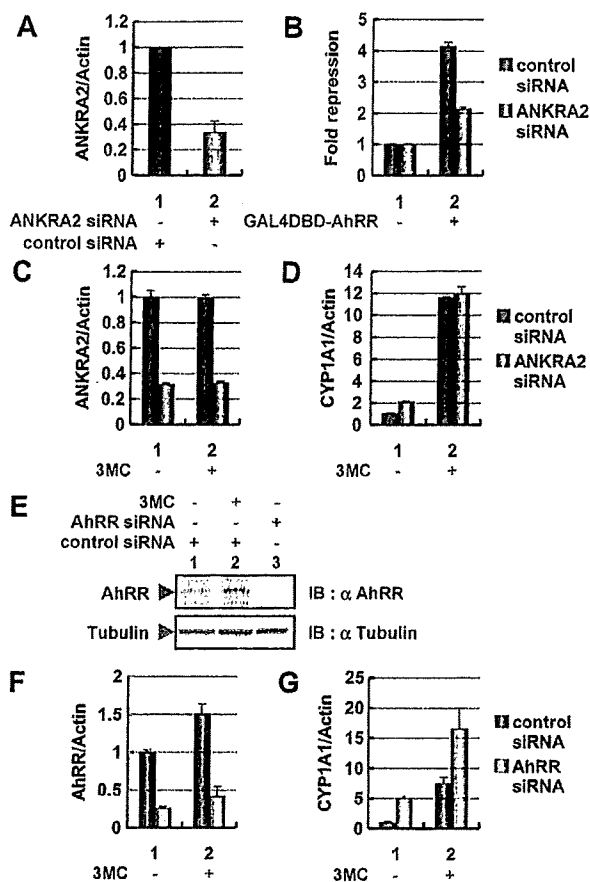 A
ANKRA2/Actin
1.2
1
0.8
0.6
0.4
0.2
0
1 2
ANKRA2 siRNA - +
control siRNA + -
B
Fold repression
5
4
3
2
1
0
1 2
GAL4DBD-AhRR - +
control siRNA
ANKRA2 siRNA
C
ANKRA2/Actin
1.2
1
0.8
0.6
0.4
0.2
0
1 2
3MC - +
D
CYP1A1/Actin
14
12
10
8
6
4
2
0
1 2
3MC - +
control siRNA
ANKRA2 siRNA
E
3MC - + -
AhRR siRNA - - +
control siRNA + + -
1 2 3
AhRR IB : α AhRR
Tubulin IB : α Tubulin
F
AhRR/Actin
2
1.5
1
0.5
0
1 2
3MC - +
G
CYP1A1/Actin
25
20
15
10
5
0
1 2
3MC - +
control siRNA
AhRR siRNA